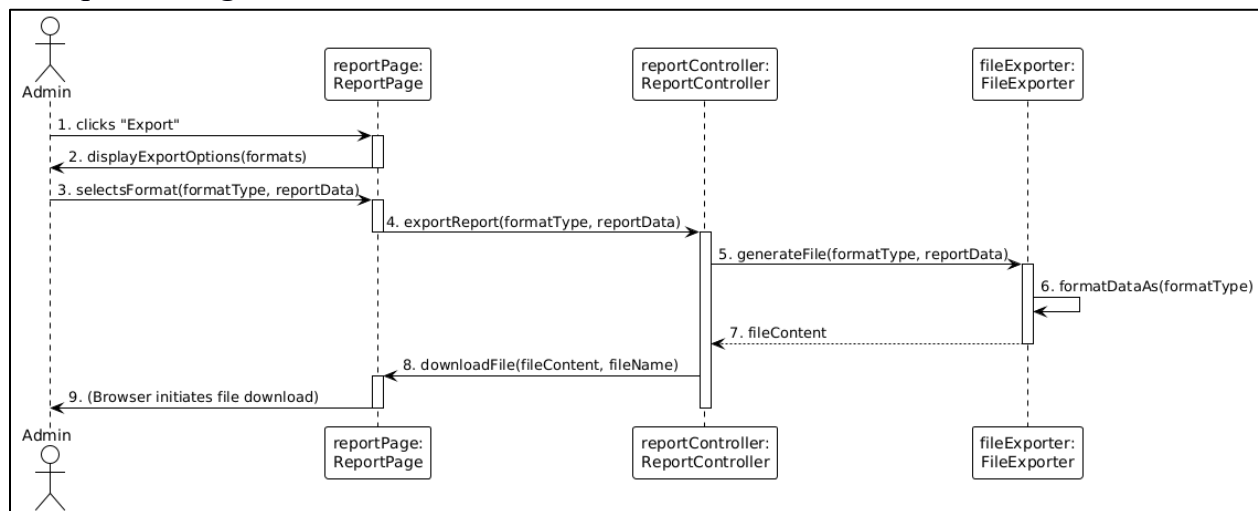 Admin
reportPage:
ReportPage
reportController:
ReportController
fileExporter:
FileExporter
1. clicks "Export"
2. displayExportOptions(formats)
3. selectsFormat(formatType, reportData)
4. exportReport(formatType, reportData)
5. generateFile(formatType, reportData)
6. formatDataAs(formatType)
7. fileContent
8. downloadFile(fileContent, fileName)
9. (Browser initiates file download)
Admin
reportPage:
ReportPage
reportController:
ReportController
fileExporter:
FileExporter